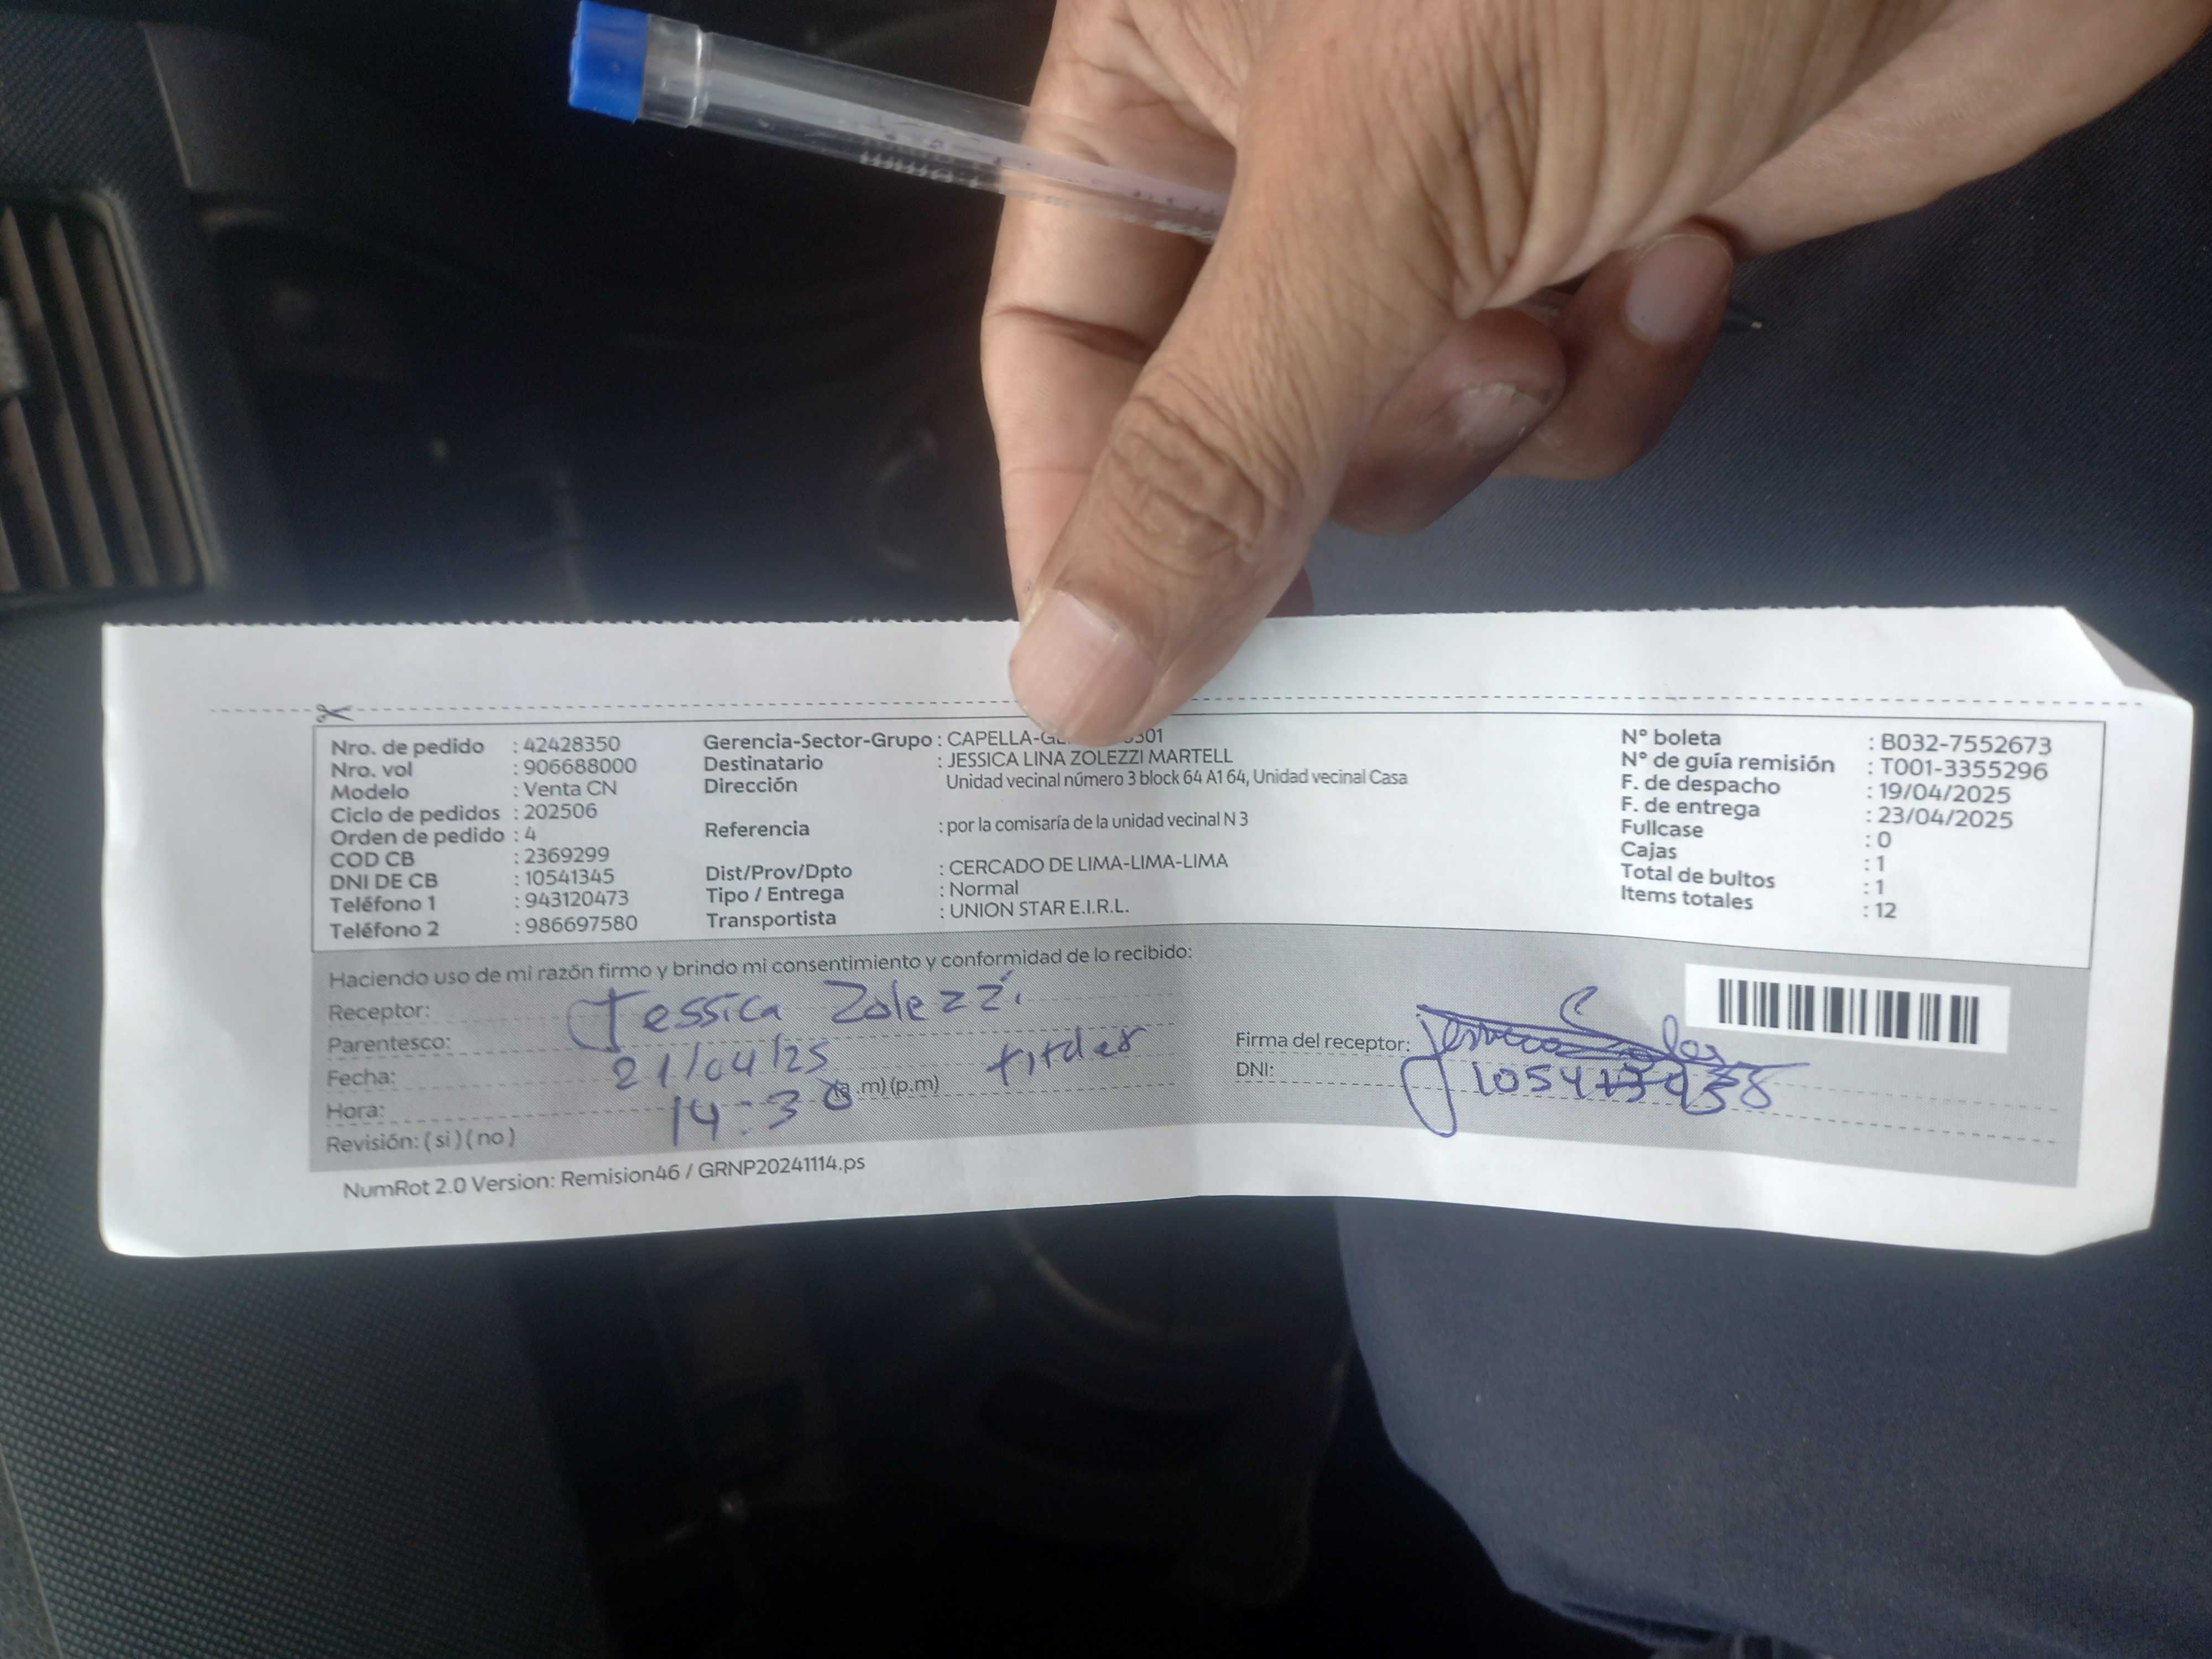 Nro. de pedido : 42428350
Nro. vol : 906688000
Modelo : Venta CN
Ciclo de pedidos : 202506
Orden de pedido : 4
COD CB : 2369299
DNI DE CB : 10541345
Teléfono 1 : 943120473
Teléfono 2 : 986697580
Gerencia-Sector-Grupo : CAPELLA-
Destinatario : JESSICA LINA ZOLEZZI MARTELL
Dirección Unidad vecinal número 3 block 64 A1 64, Unidad vecinal Casa
Referencia : por la comisaría de la unidad vecinal N 3
Dist/Prov/Dpto : CERCADO DE LIMA-LIMA-LIMA
Tipo / Entrega : Normal
Transportista : UNION STAR E.I.R.L.
N° boleta : B032-7552673
N° de guía remisión : T001-3355296
F. de despacho : 19/04/2025
F. de entrega : 23/04/2025
Fullcase : 0
Cajas : 1
Total de bultos : 1
Items totales : 12
Haciendo uso de mi razón firmo y brindo mi consentimiento y conformidad de lo recibido:
Receptor: Jessica Zolezzi
Parentesco:
Fecha: 21/04/25
Hora: 14:30 (a.m) (p.m)
Revisión: ( si ) ( no )
Firma del receptor:
DNI:
NumRot 2.0 Version: Remision46 / GRNP20241114.ps